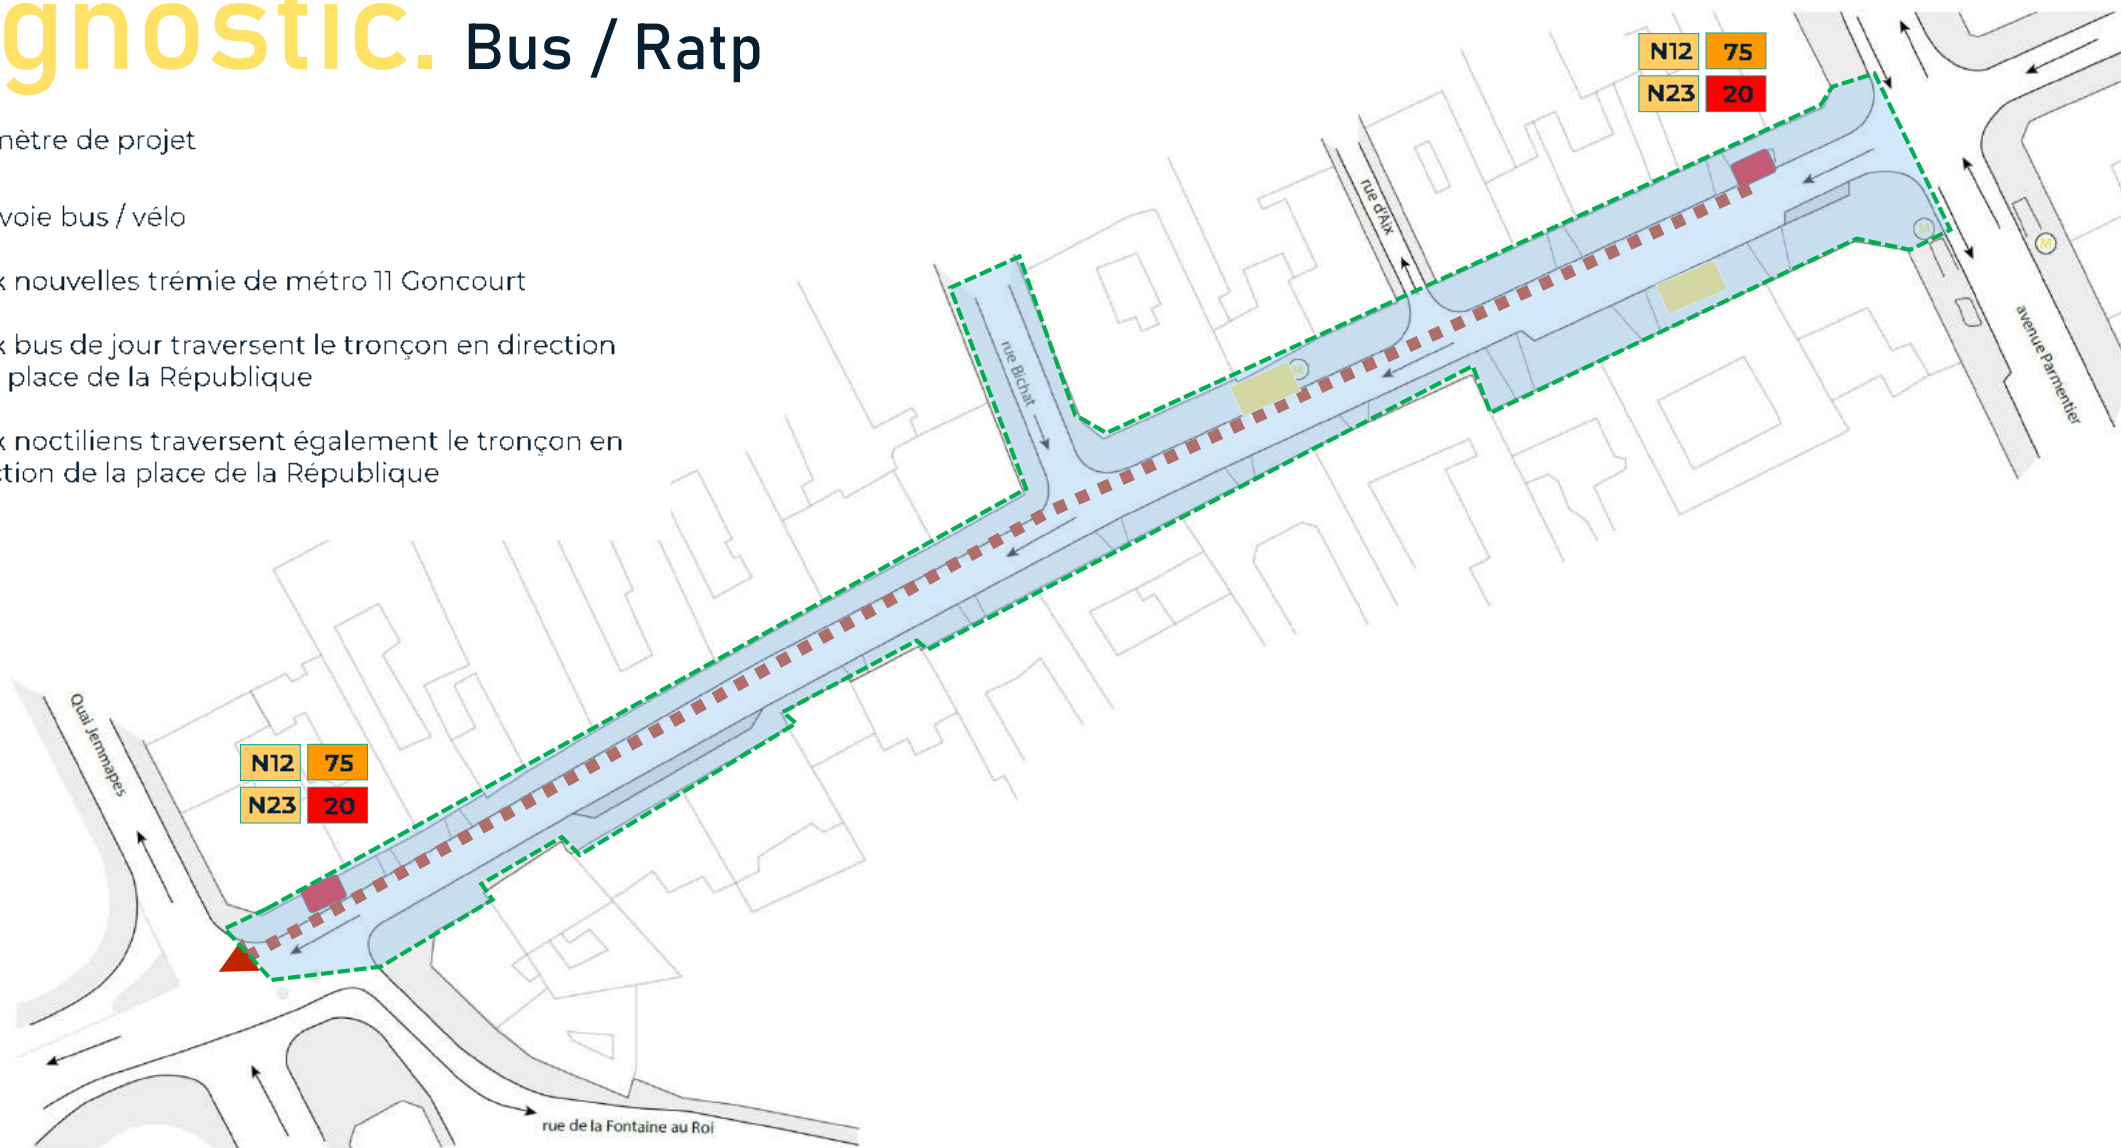 gnostic. Bus / Ratp
mètre de projet
voie bus / vélo
x nouvelles trémie de métro 11 Goncourt
x bus de jour traversent le tronçon en direction
place de la République
x noctiliens traversent également le tronçon en
ction de la place de la République
N12 75
N23 20
rue d'Aix
M
M
avenue Parmentier
rue Bichat
M
Quai Jemmapes
N12 75
N23 20
rue de la Fontaine au Roi